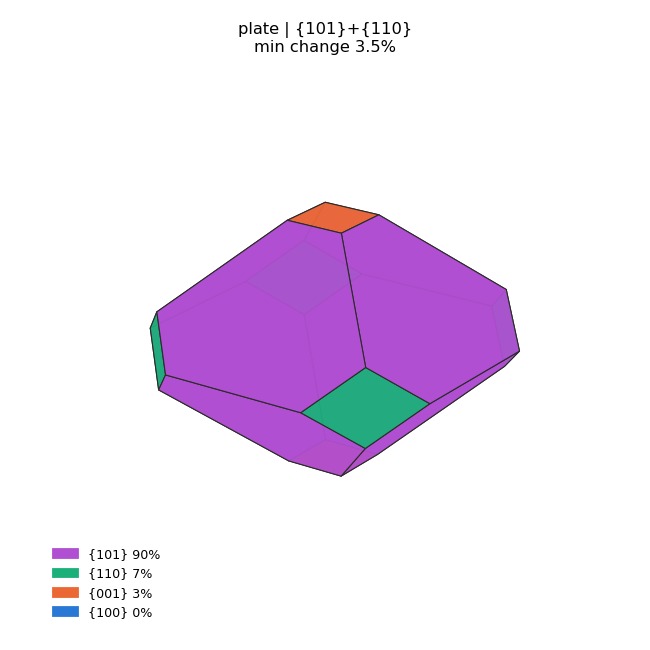 plate | {101}+{110}
min change 3.5%
{101} 90%
{110} 7%
{001} 3%
{100} 0%